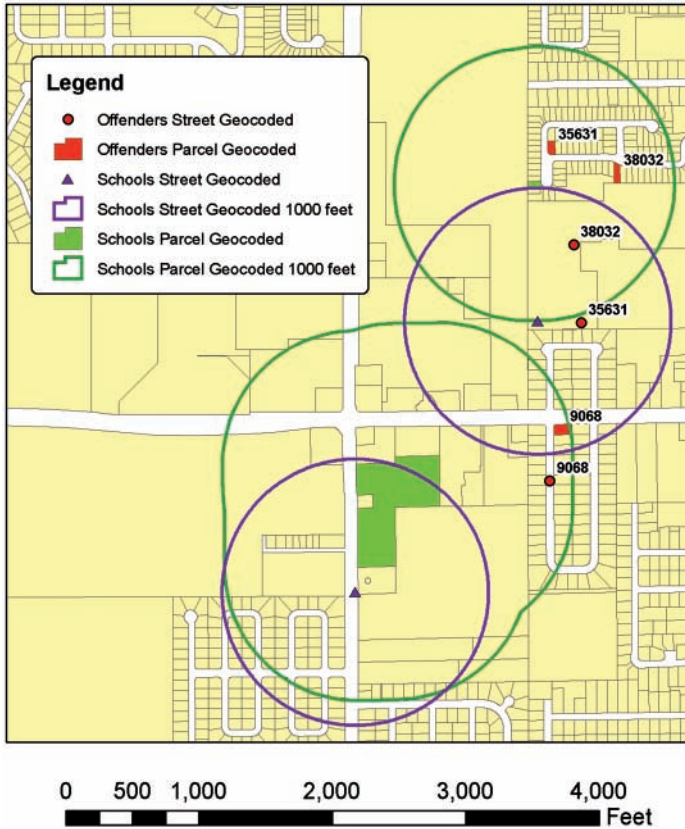 Legend
Offenders Street Geocoded
Offenders Parcel Geocoded
Schools Street Geocoded
Schools Street Geocoded 1000 feet
Schools Parcel Geocoded
Schools Parcel Geocoded 1000 feet
35631
38032
38032
35631
9068
9068
0 500 1,000 2,000 3,000 4,000
Feet